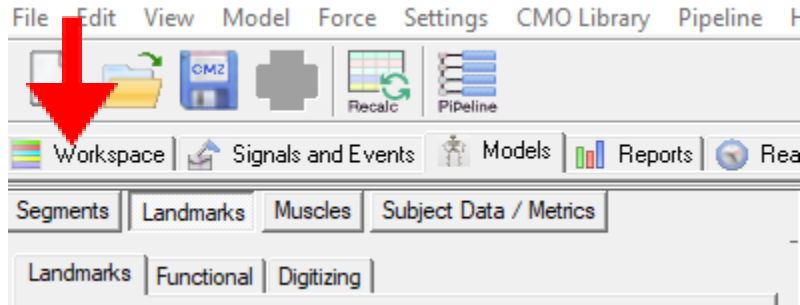 File Edit View Model Force Settings CMO Library Pipeline
CMZ
Recalc PiPeline
Workspace Signals and Events Models Reports Rea
Segments Landmarks Muscles Subject Data / Metrics
Landmarks Functional Digitizing